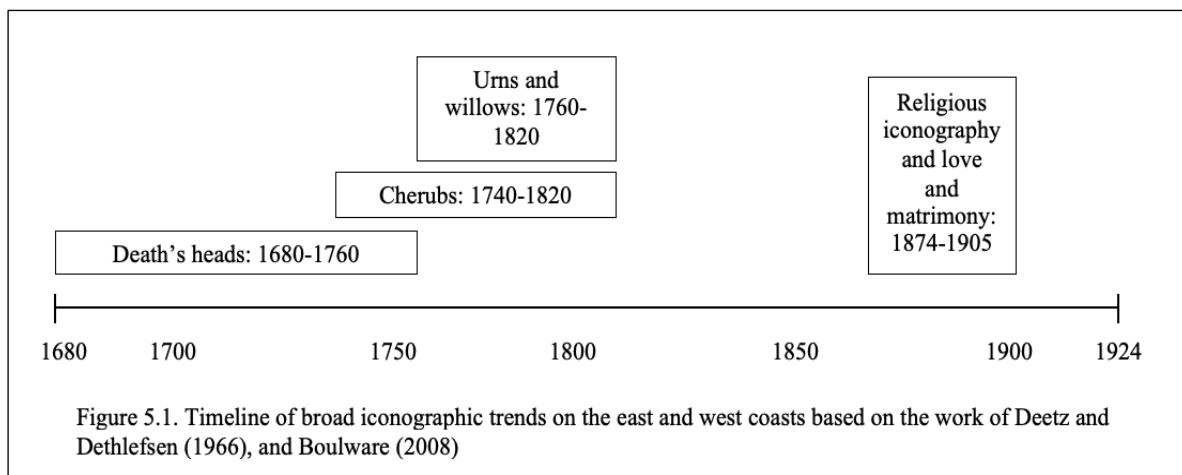 Urns and
willows: 1760-
1820
Religious
iconography
and love
and
matrimony:
1874-1905
Cherubs: 1740-1820
Death’s heads: 1680-1760
1680 1700 1750 1800 1850 1900 1924
Figure 5.1. Timeline of broad iconographic trends on the east and west coasts based on the work of Deetz and
Dethlefsen (1966), and Boulware (2008)